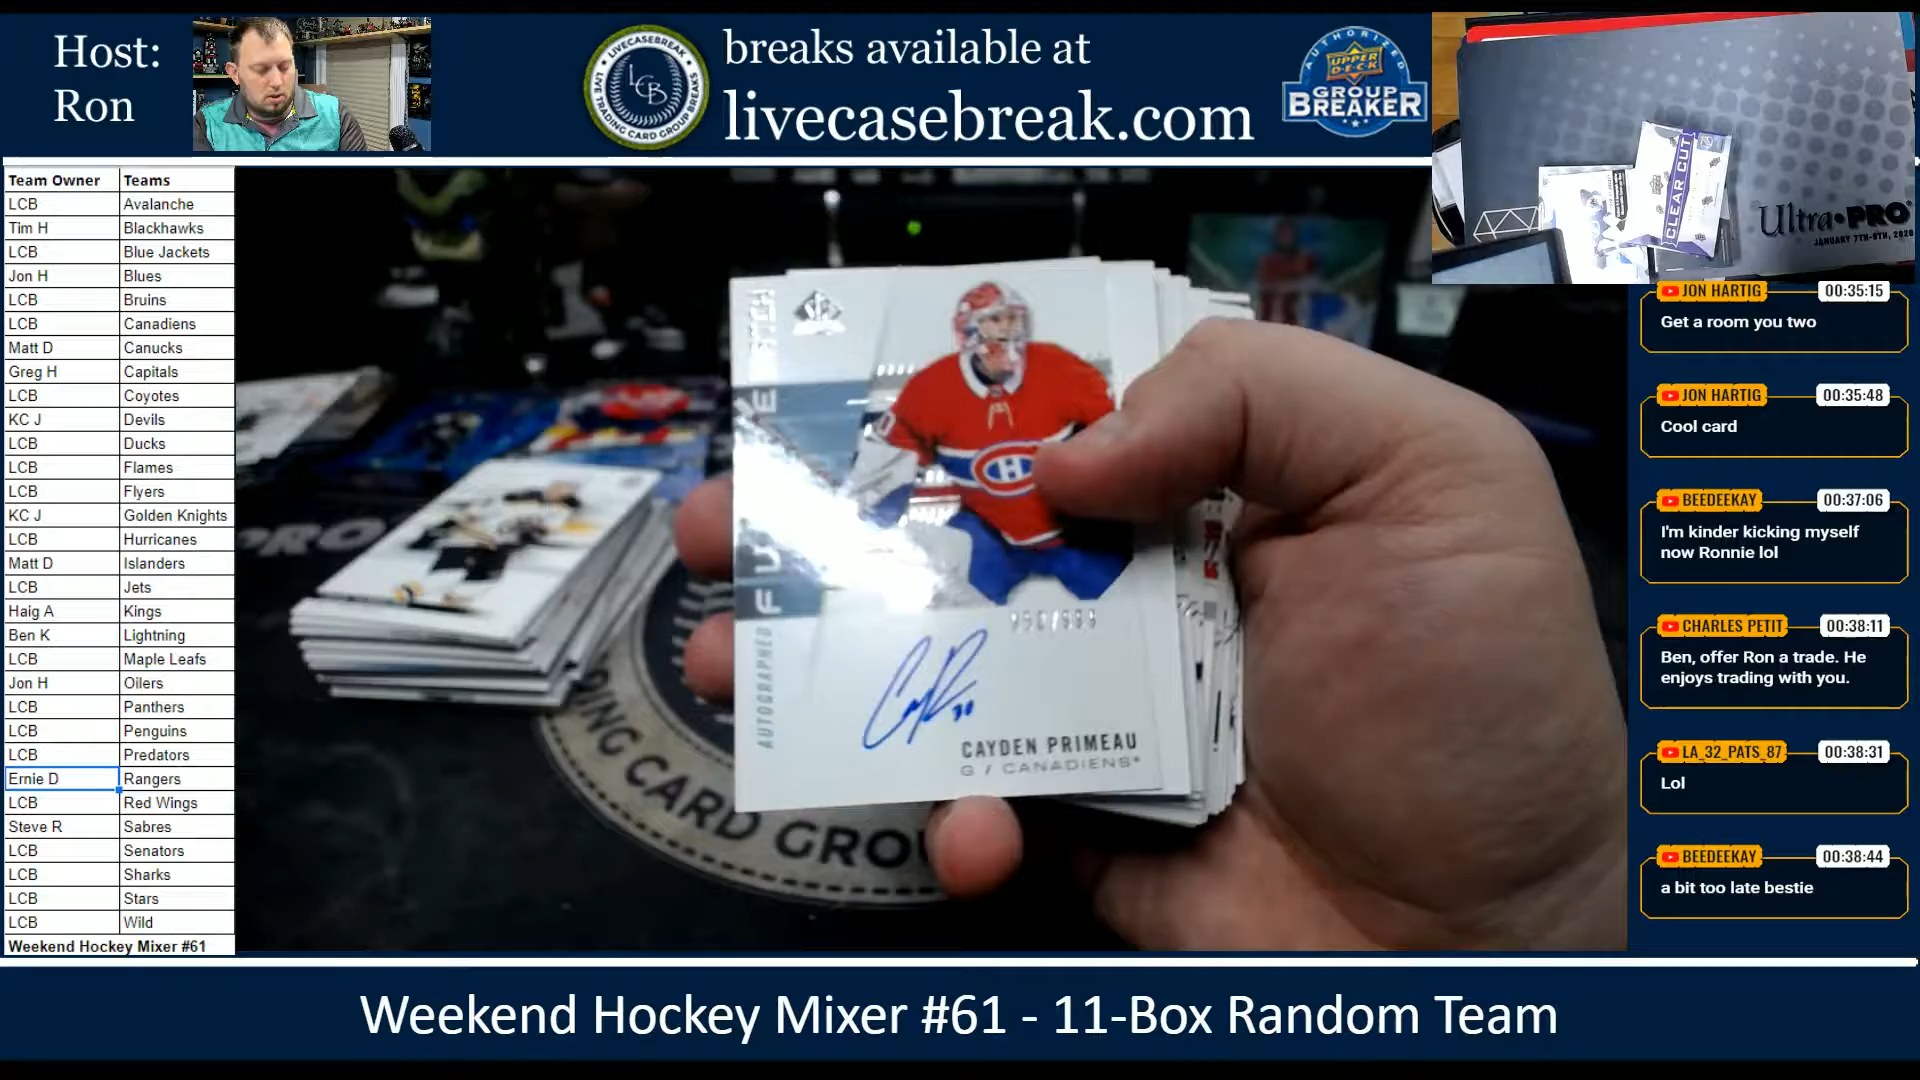 Host:
Ron
LIVECASEBREAK
LCB
LIVE TRADING CARD GROUP BREAKS
breaks available at
livecasebreak.com
AUTHORIZED
UPPER
DECK
GROUP
BREAKER
CLEAR CUT
Ultra•PRO
JANUARY 7TH-9TH, 2020
Team Owner Teams
LCB Avalanche
Tim H Blackhawks
LCB Blue Jackets
Jon H Blues
LCB Bruins
LCB Canadiens
Matt D Canucks
Greg H Capitals
LCB Coyotes
KC J Devils
LCB Ducks
LCB Flames
LCB Flyers
KC J Golden Knights
LCB Hurricanes
Matt D Islanders
LCB Jets
Haig A Kings
Ben K Lightning
LCB Maple Leafs
Jon H Oilers
LCB Panthers
LCB Penguins
LCB Predators
Ernie D Rangers
LCB Red Wings
Steve R Sabres
LCB Senators
LCB Sharks
LCB Stars
LCB Wild
Weekend Hockey Mixer #61
AUTOGRAPHED
CAYDEN PRIMEAU
G / CANADIENS
CARD GRO
JON HARTIG 00:35:15
Get a room you two
JON HARTIG 00:35:48
Cool card
BEEDEEKAY 00:37:06
I'm kinder kicking myself
now Ronnie lol
CHARLES PETIT 00:38:11
Ben, offer Ron a trade. He
enjoys trading with you.
LA_32_PATS_87 00:38:31
Lol
BEEDEEKAY 00:38:44
a bit too late bestie
Weekend Hockey Mixer #61 - 11-Box Random Team